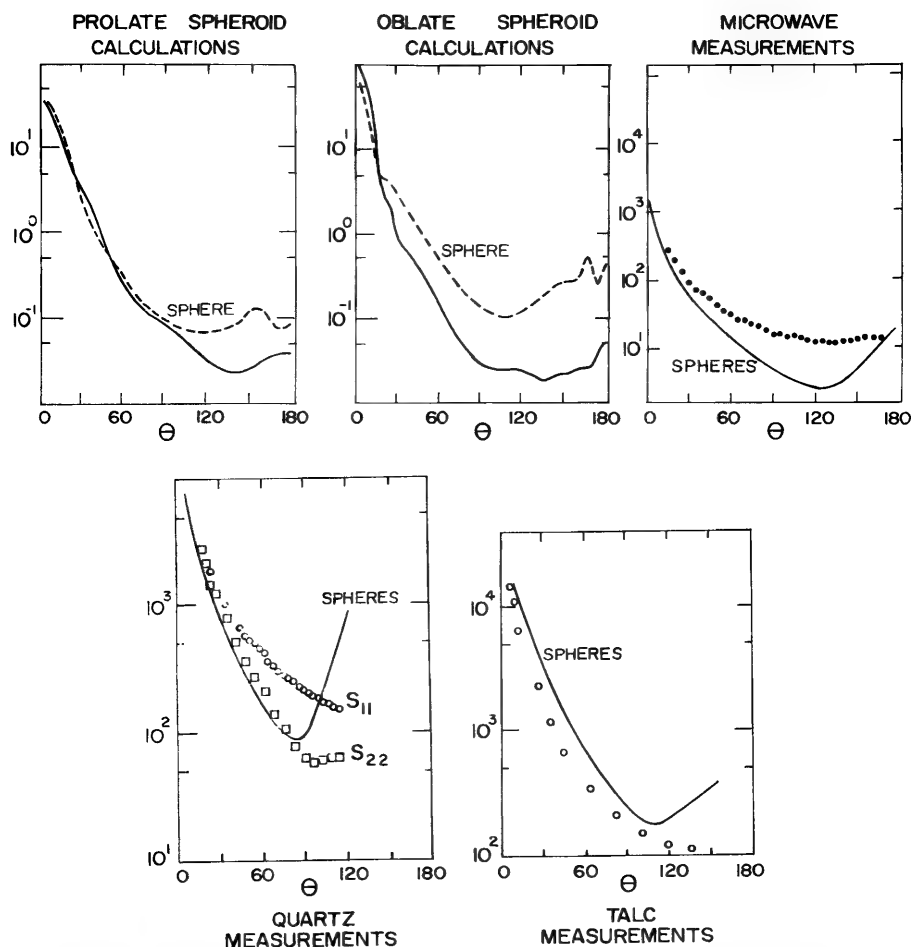 PROLATE SPHEROID
CALCULATIONS
10^1
10^0
10^-1
SPHERE
0 60 120 180
Θ
OBLATE SPHEROID
CALCULATIONS
10^1
10^0
10^-1
SPHERE
0 60 120 180
Θ
MICROWAVE
MEASUREMENTS
10^4
10^3
10^2
10^1
SPHERES
0 60 120 180
Θ
10^3
10^2
10^1
SPHERES
S11
S22
0 60 120 180
Θ
QUARTZ
MEASUREMENTS
10^4
10^3
10^2
SPHERES
0 60 120 180
Θ
TALC
MEASUREMENTS